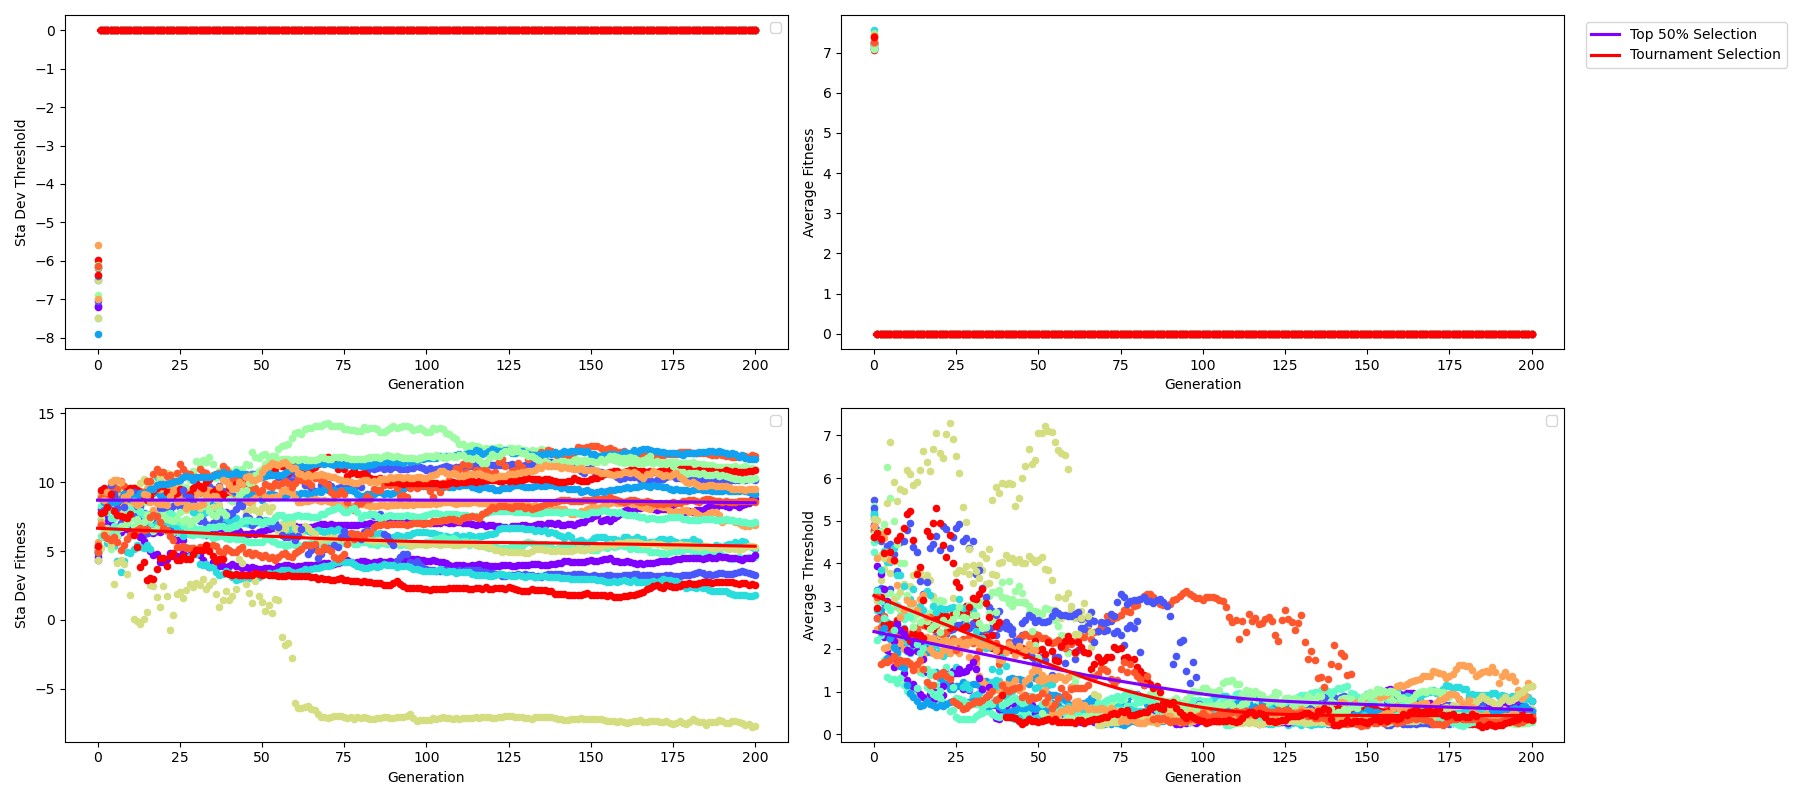 0
−1
−2
−3
−4
−5
−6
−7
−8
Sta Dev Threshold
0 25 50 75 100 125 150 175 200
Generation
7
6
5
4
3
2
1
0
Average Fitness
0 25 50 75 100 125 150 175 200
Generation
Top 50% Selection
Tournament Selection
15
10
5
0
−5
Sta Dev Fitness
0 25 50 75 100 125 150 175 200
Generation
7
6
5
4
3
2
1
0
Average Threshold
0 25 50 75 100 125 150 175 200
Generation